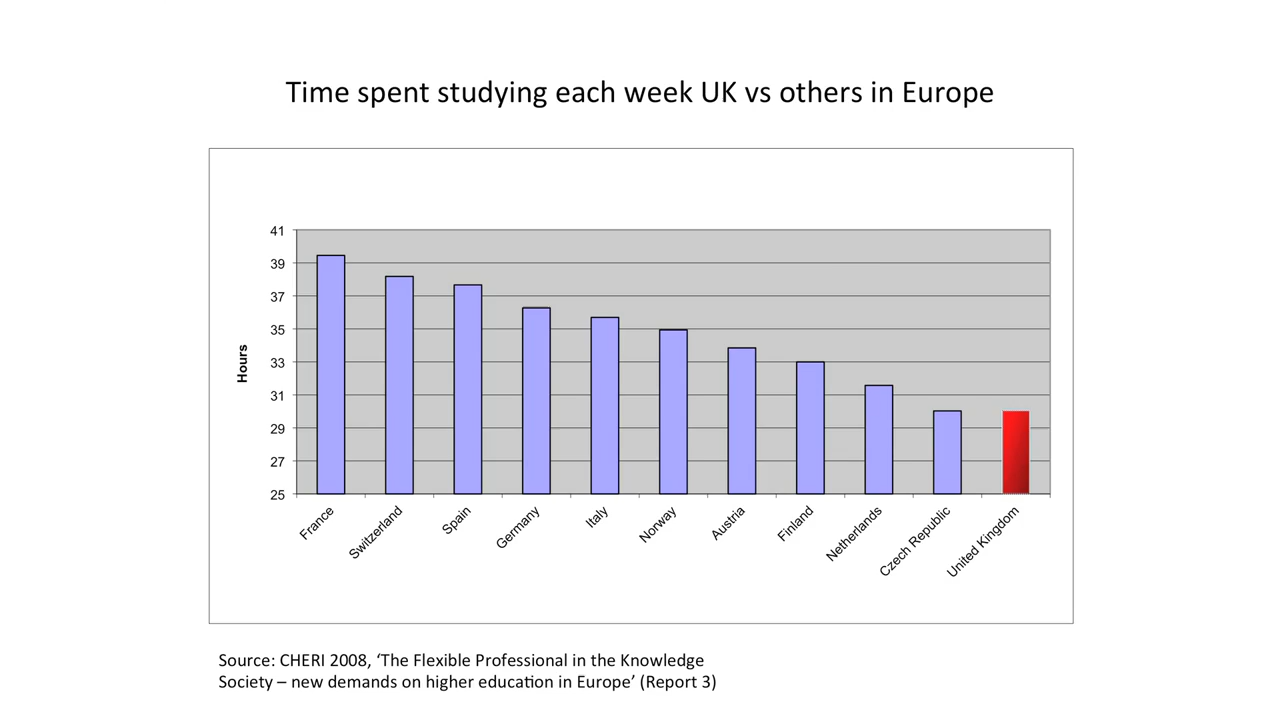 Time spent studying each week UK vs others in Europe
41
39
37
35
33
31
29
27
25
Hours
France
Switzerland
Spain
Germany
Italy
Norway
Austria
Finland
Netherlands
Czech Republic
United Kingdom
Source: CHERI 2008, ‘The Flexible Professional in the Knowledge
Society – new demands on higher education in Europe’ (Report 3)